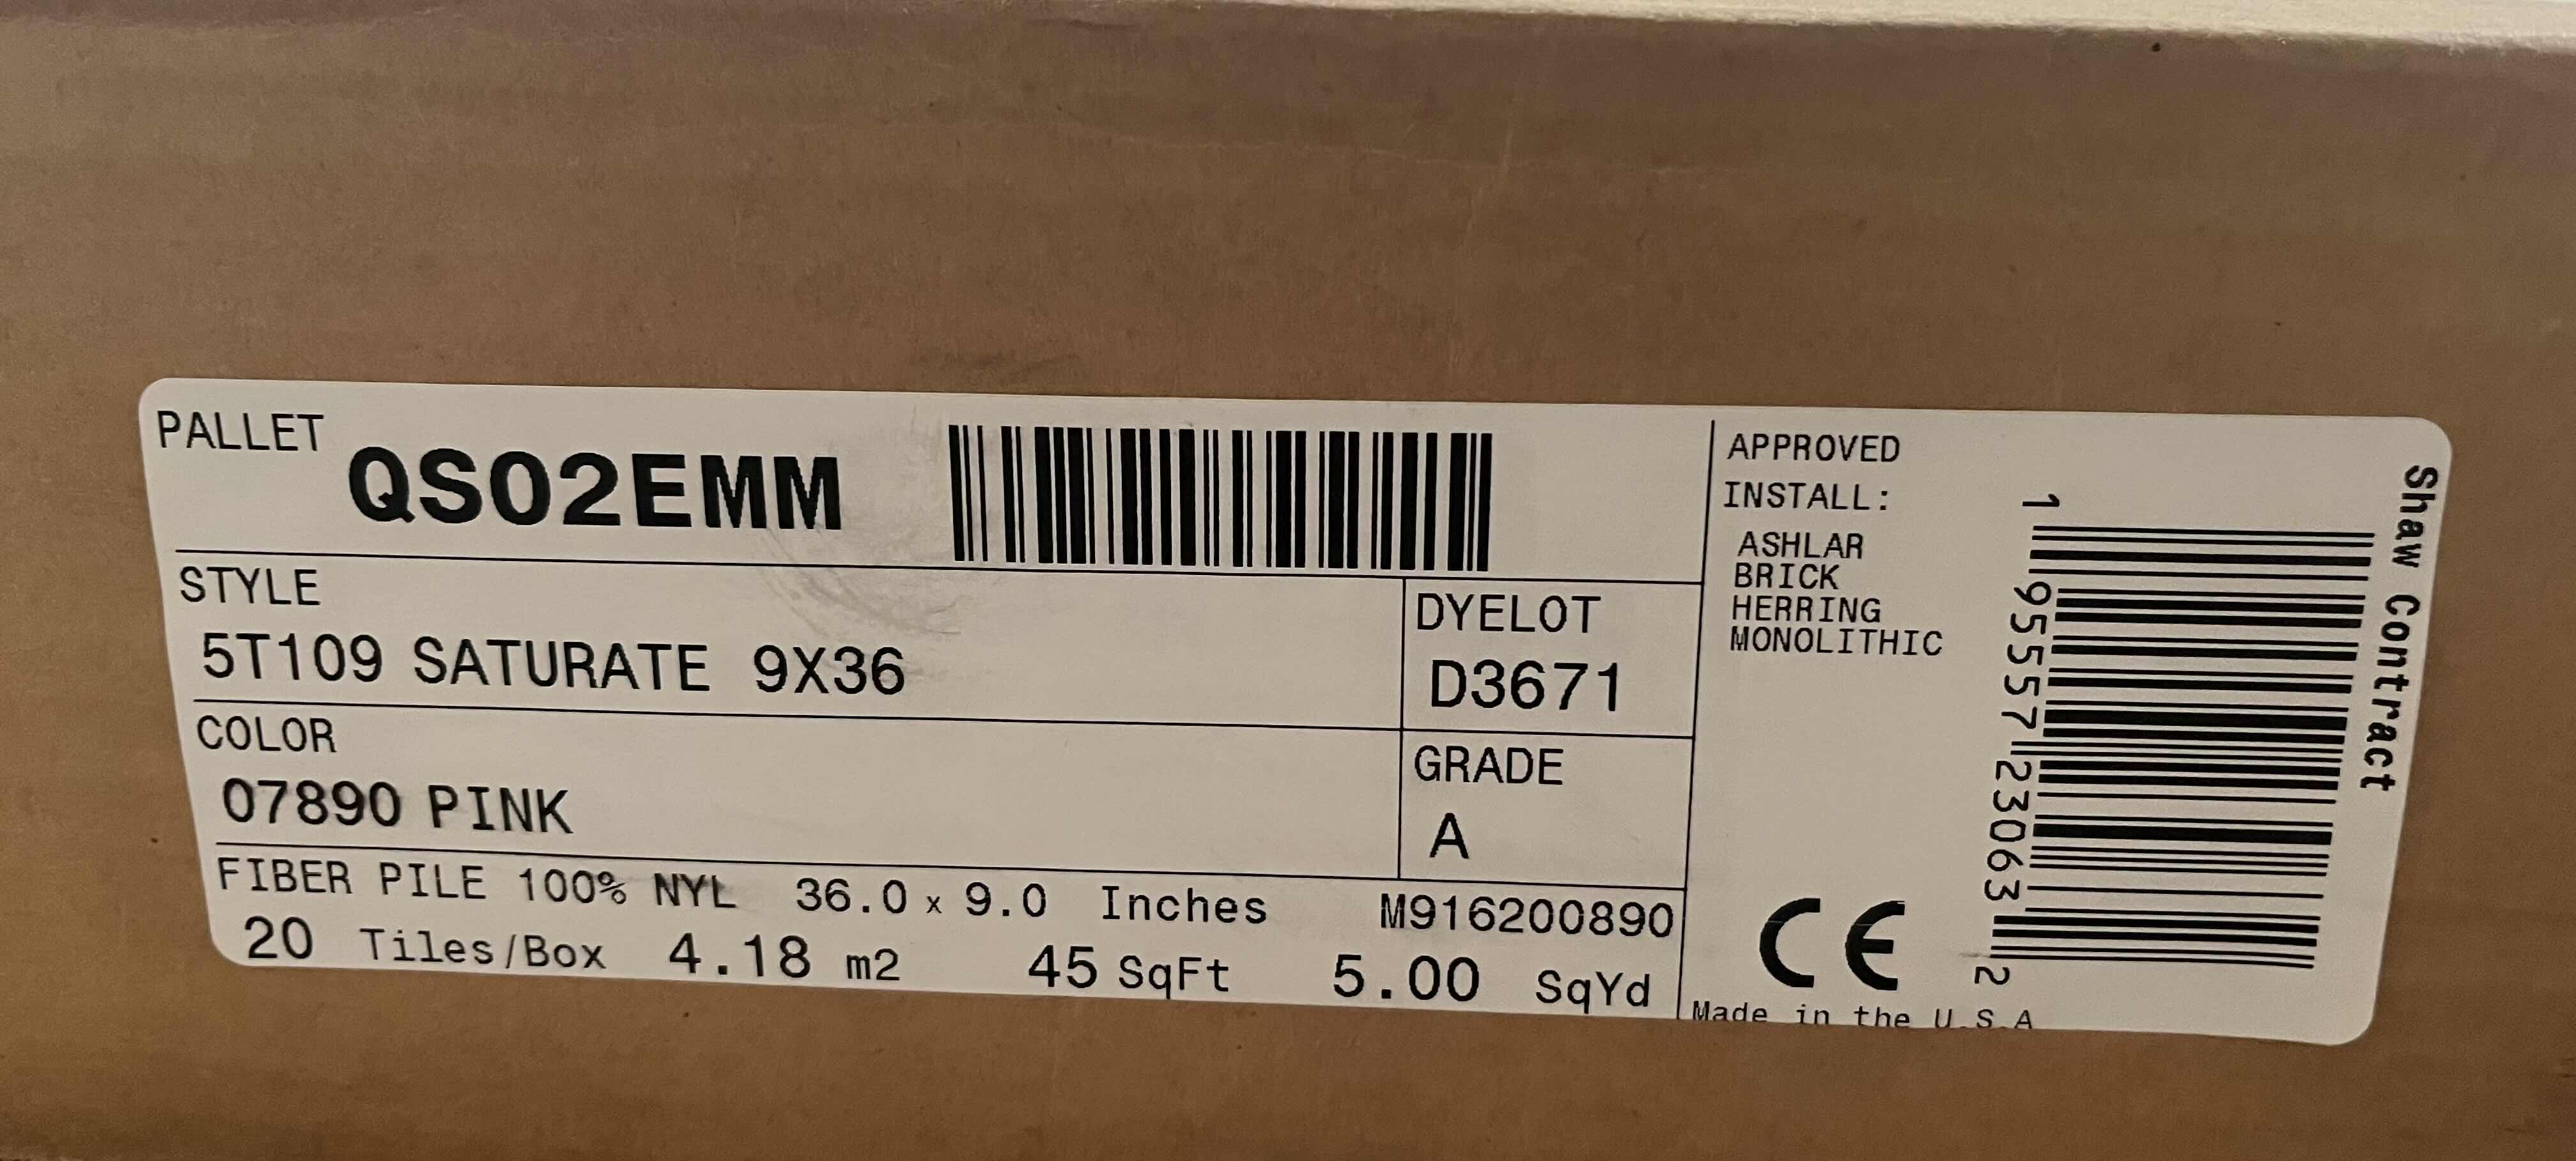 PALLET
QS02EMM
STYLE
5T109 SATURATE 9X36
DYELOT
D3671
COLOR
07890 PINK
GRADE
A
FIBER PILE 100% NYL 36.0 x 9.0 Inches M916200890
20 Tiles/Box 4.18 m2 45 SqFt 5.00 SqYd
APPROVED
INSTALL:
ASHLAR
BRICK
HERRING
MONOLITHIC
CE
Made in the U.S.A
1 95557 23063 2
Shaw Contract